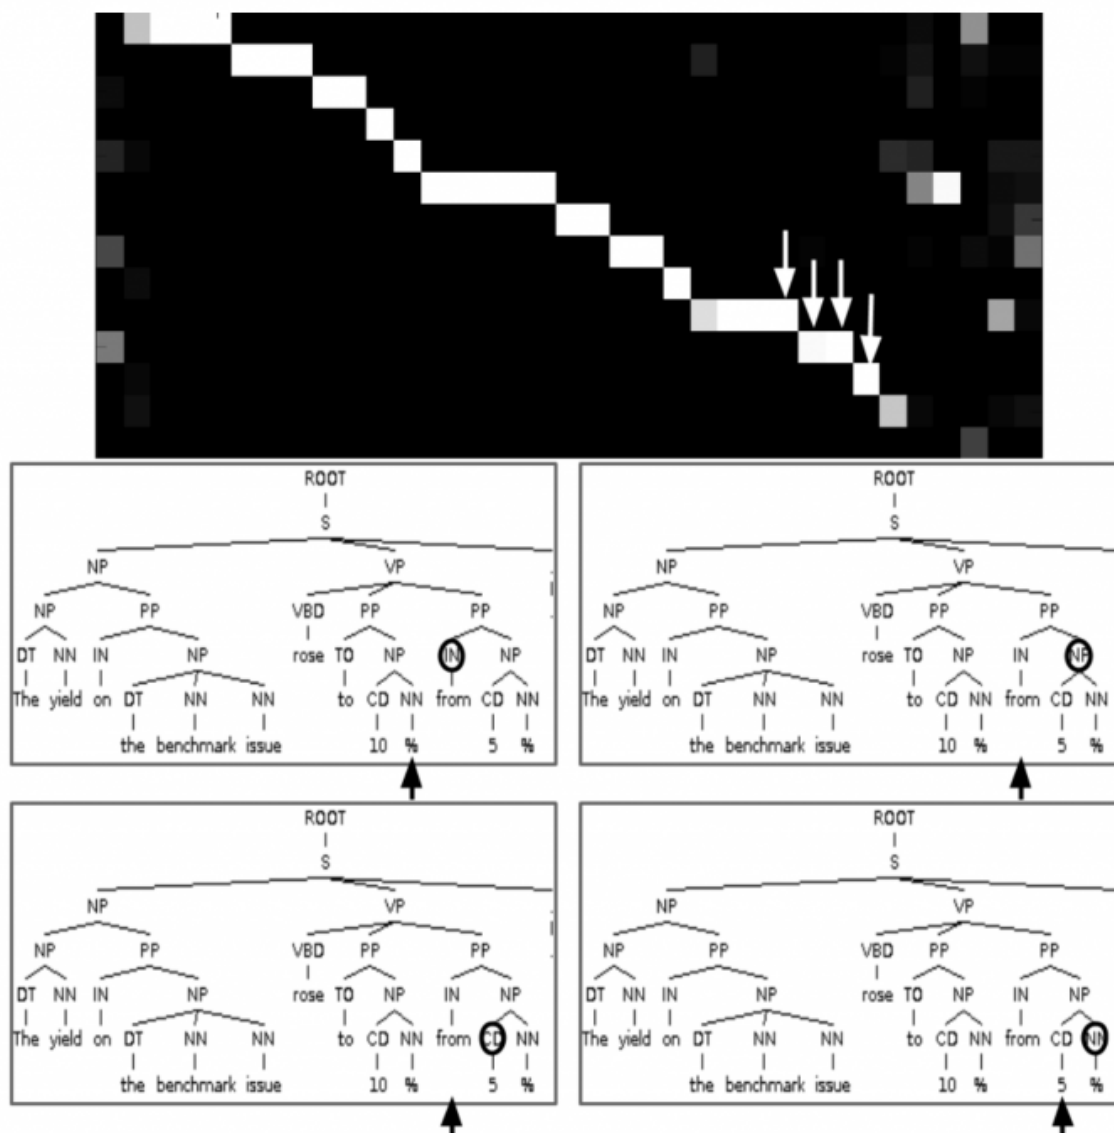 ROOT
S
NP VP
NP PP VBD PP PP
DT NN IN NP rose TO NP IN NP
The yield on DT NN NN to CD NN from CD NN
the benchmark issue 10 % 5 %
ROOT
S
NP VP
NP PP VBD PP PP
DT NN IN NP rose TO NP IN NP
The yield on DT NN NN to CD NN from CD NN
the benchmark issue 10 % 5 %
ROOT
S
NP VP
NP PP VBD PP PP
DT NN IN NP rose TO NP IN NP
The yield on DT NN NN to CD NN from CD NN
the benchmark issue 10 % 5 %
ROOT
S
NP VP
NP PP VBD PP PP
DT NN IN NP rose TO NP IN NP
The yield on DT NN NN to CD NN from CD NN
the benchmark issue 10 % 5 %